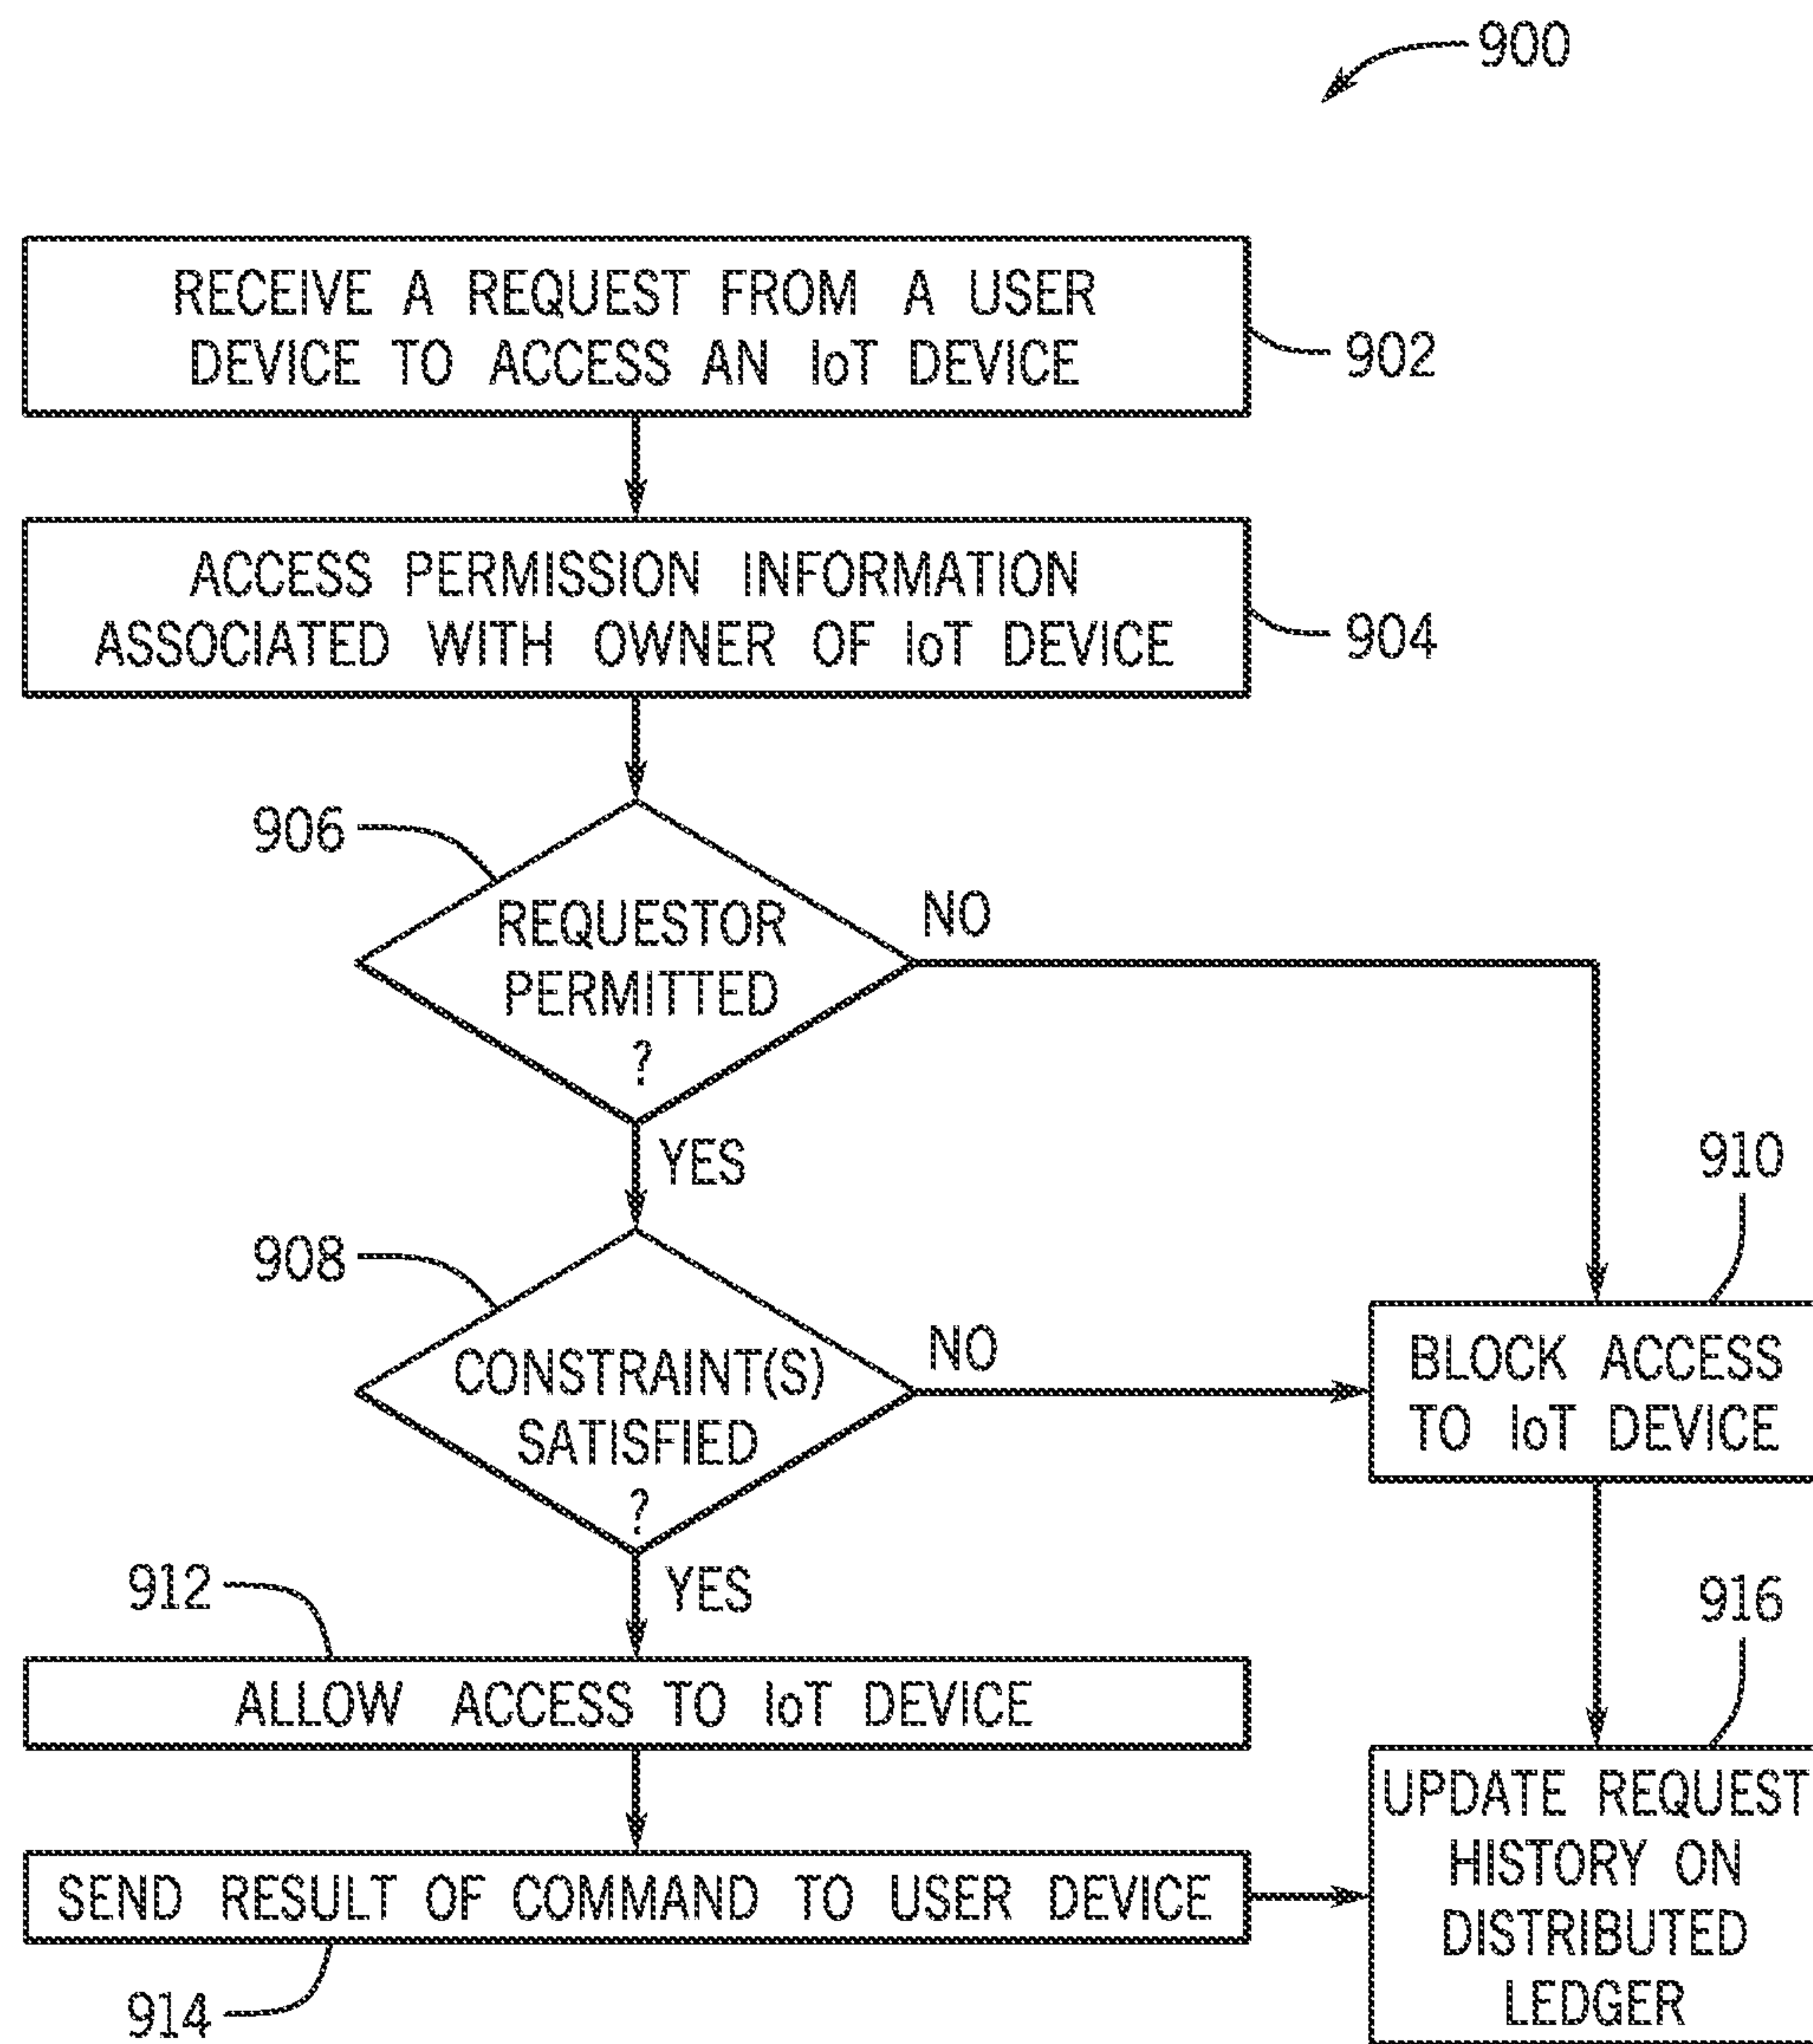 900
RECEIVE A REQUEST FROM A USER
DEVICE TO ACCESS AN IoT DEVICE
902
ACCESS PERMISSION INFORMATION
ASSOCIATED WITH OWNER OF IoT DEVICE
904
906
REQUESTOR
PERMITTED
?
NO
YES
908
CONSTRAINT(S)
SATISFIED
?
NO
910
BLOCK ACCESS
TO IoT DEVICE
YES
912
ALLOW ACCESS TO IoT DEVICE
916
SEND RESULT OF COMMAND TO USER DEVICE
914
UPDATE REQUEST
HISTORY ON
DISTRIBUTED
LEDGER